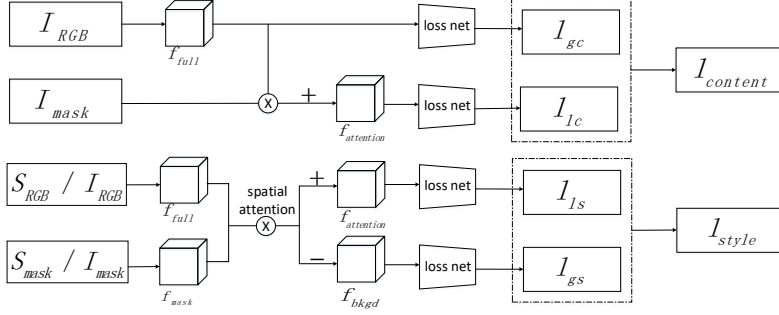 I_RGB
f_full
loss net
l_gc
l_content
I_mask
X
+
f_attention
loss net
l_lc
S_RGB / I_RGB
f_full
spatial
attention
X
+
f_attention
loss net
l_ls
l_style
S_mask / I_mask
f_mask
−
f_bkgd
loss net
l_gs